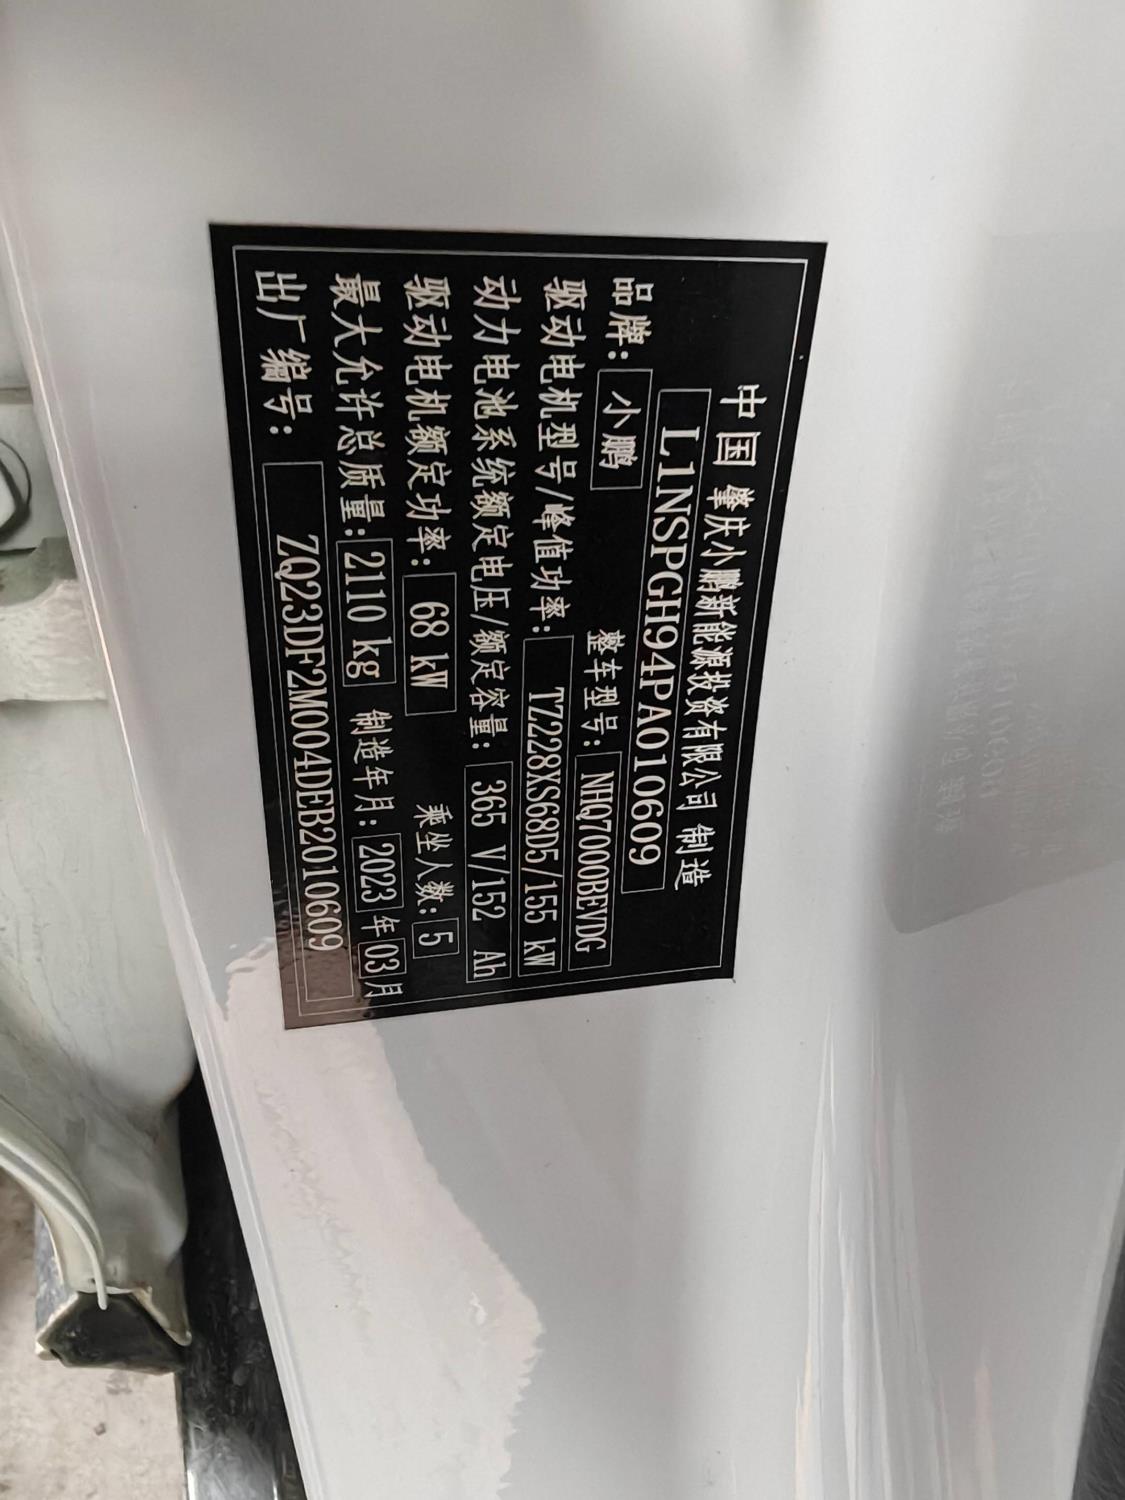 中国肇庆小鹏新能源投资有限公司 制造
L1NSPGH94PA010609
品牌: 小鹏 整车型号: NHQ7000BEVDG
驱动电机型号/峰值功率: TZ228XS68D5/155 kW
动力电池系统额定电压/额定容量: 365 V/152 Ah
驱动电机额定功率: 68 kW 乘坐人数: 5
最大允许总质量: 2110 kg 制造年月: 2023 年 03 月
出厂编号: ZQ23DF2M004DEB2010609